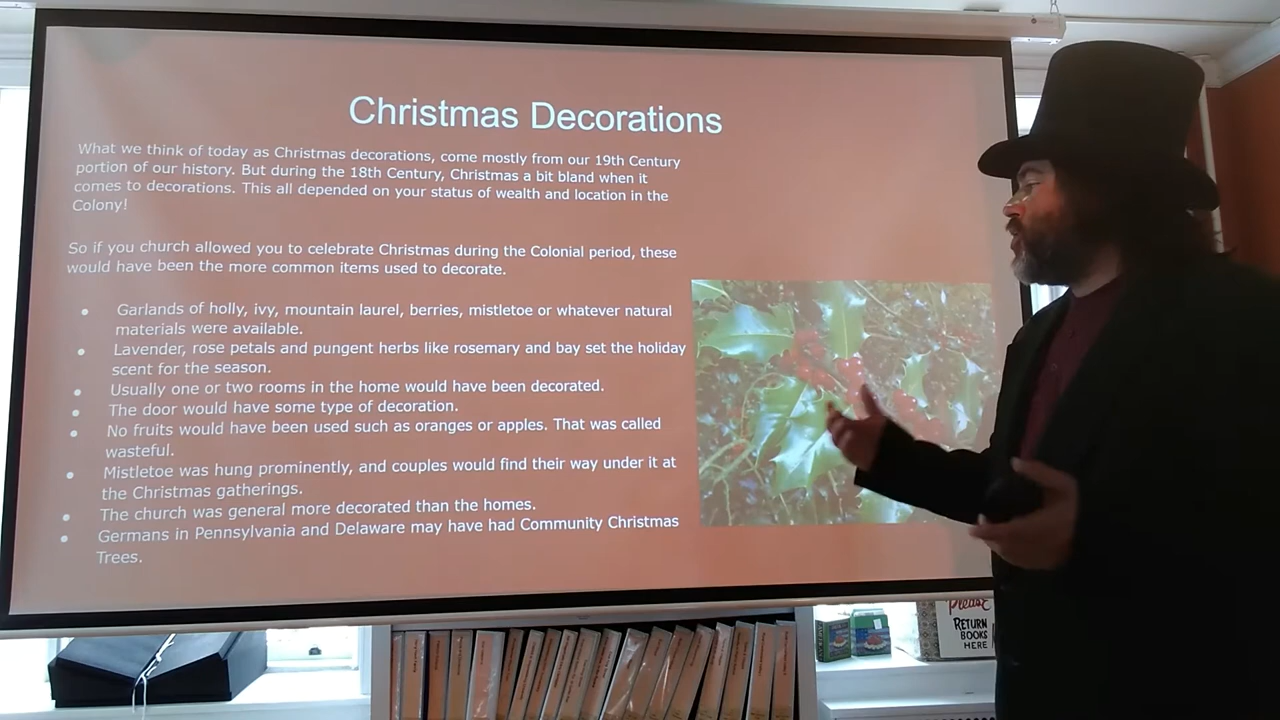 Christmas Decorations
What we think of today as Christmas decorations, come mostly from our 19th Century
portion of our history. But during the 18th Century, Christmas a bit bland when it
comes to decorations. This all depended on your status of wealth and location in the
Colony!
So if you church allowed you to celebrate Christmas during the Colonial period, these
would have been the more common items used to decorate.
• Garlands of holly, ivy, mountain laurel, berries, mistletoe or whatever natural
materials were available.
• Lavender, rose petals and pungent herbs like rosemary and bay set the holiday
scent for the season.
• Usually one or two rooms in the home would have been decorated.
• The door would have some type of decoration.
• No fruits would have been used such as oranges or apples. That was called
wasteful.
• Mistletoe was hung prominently, and couples would find their way under it at
the Christmas gatherings.
• The church was general more decorated than the homes.
• Germans in Pennsylvania and Delaware may have had Community Christmas
Trees.
Please
RETURN
BOOKS
HERE